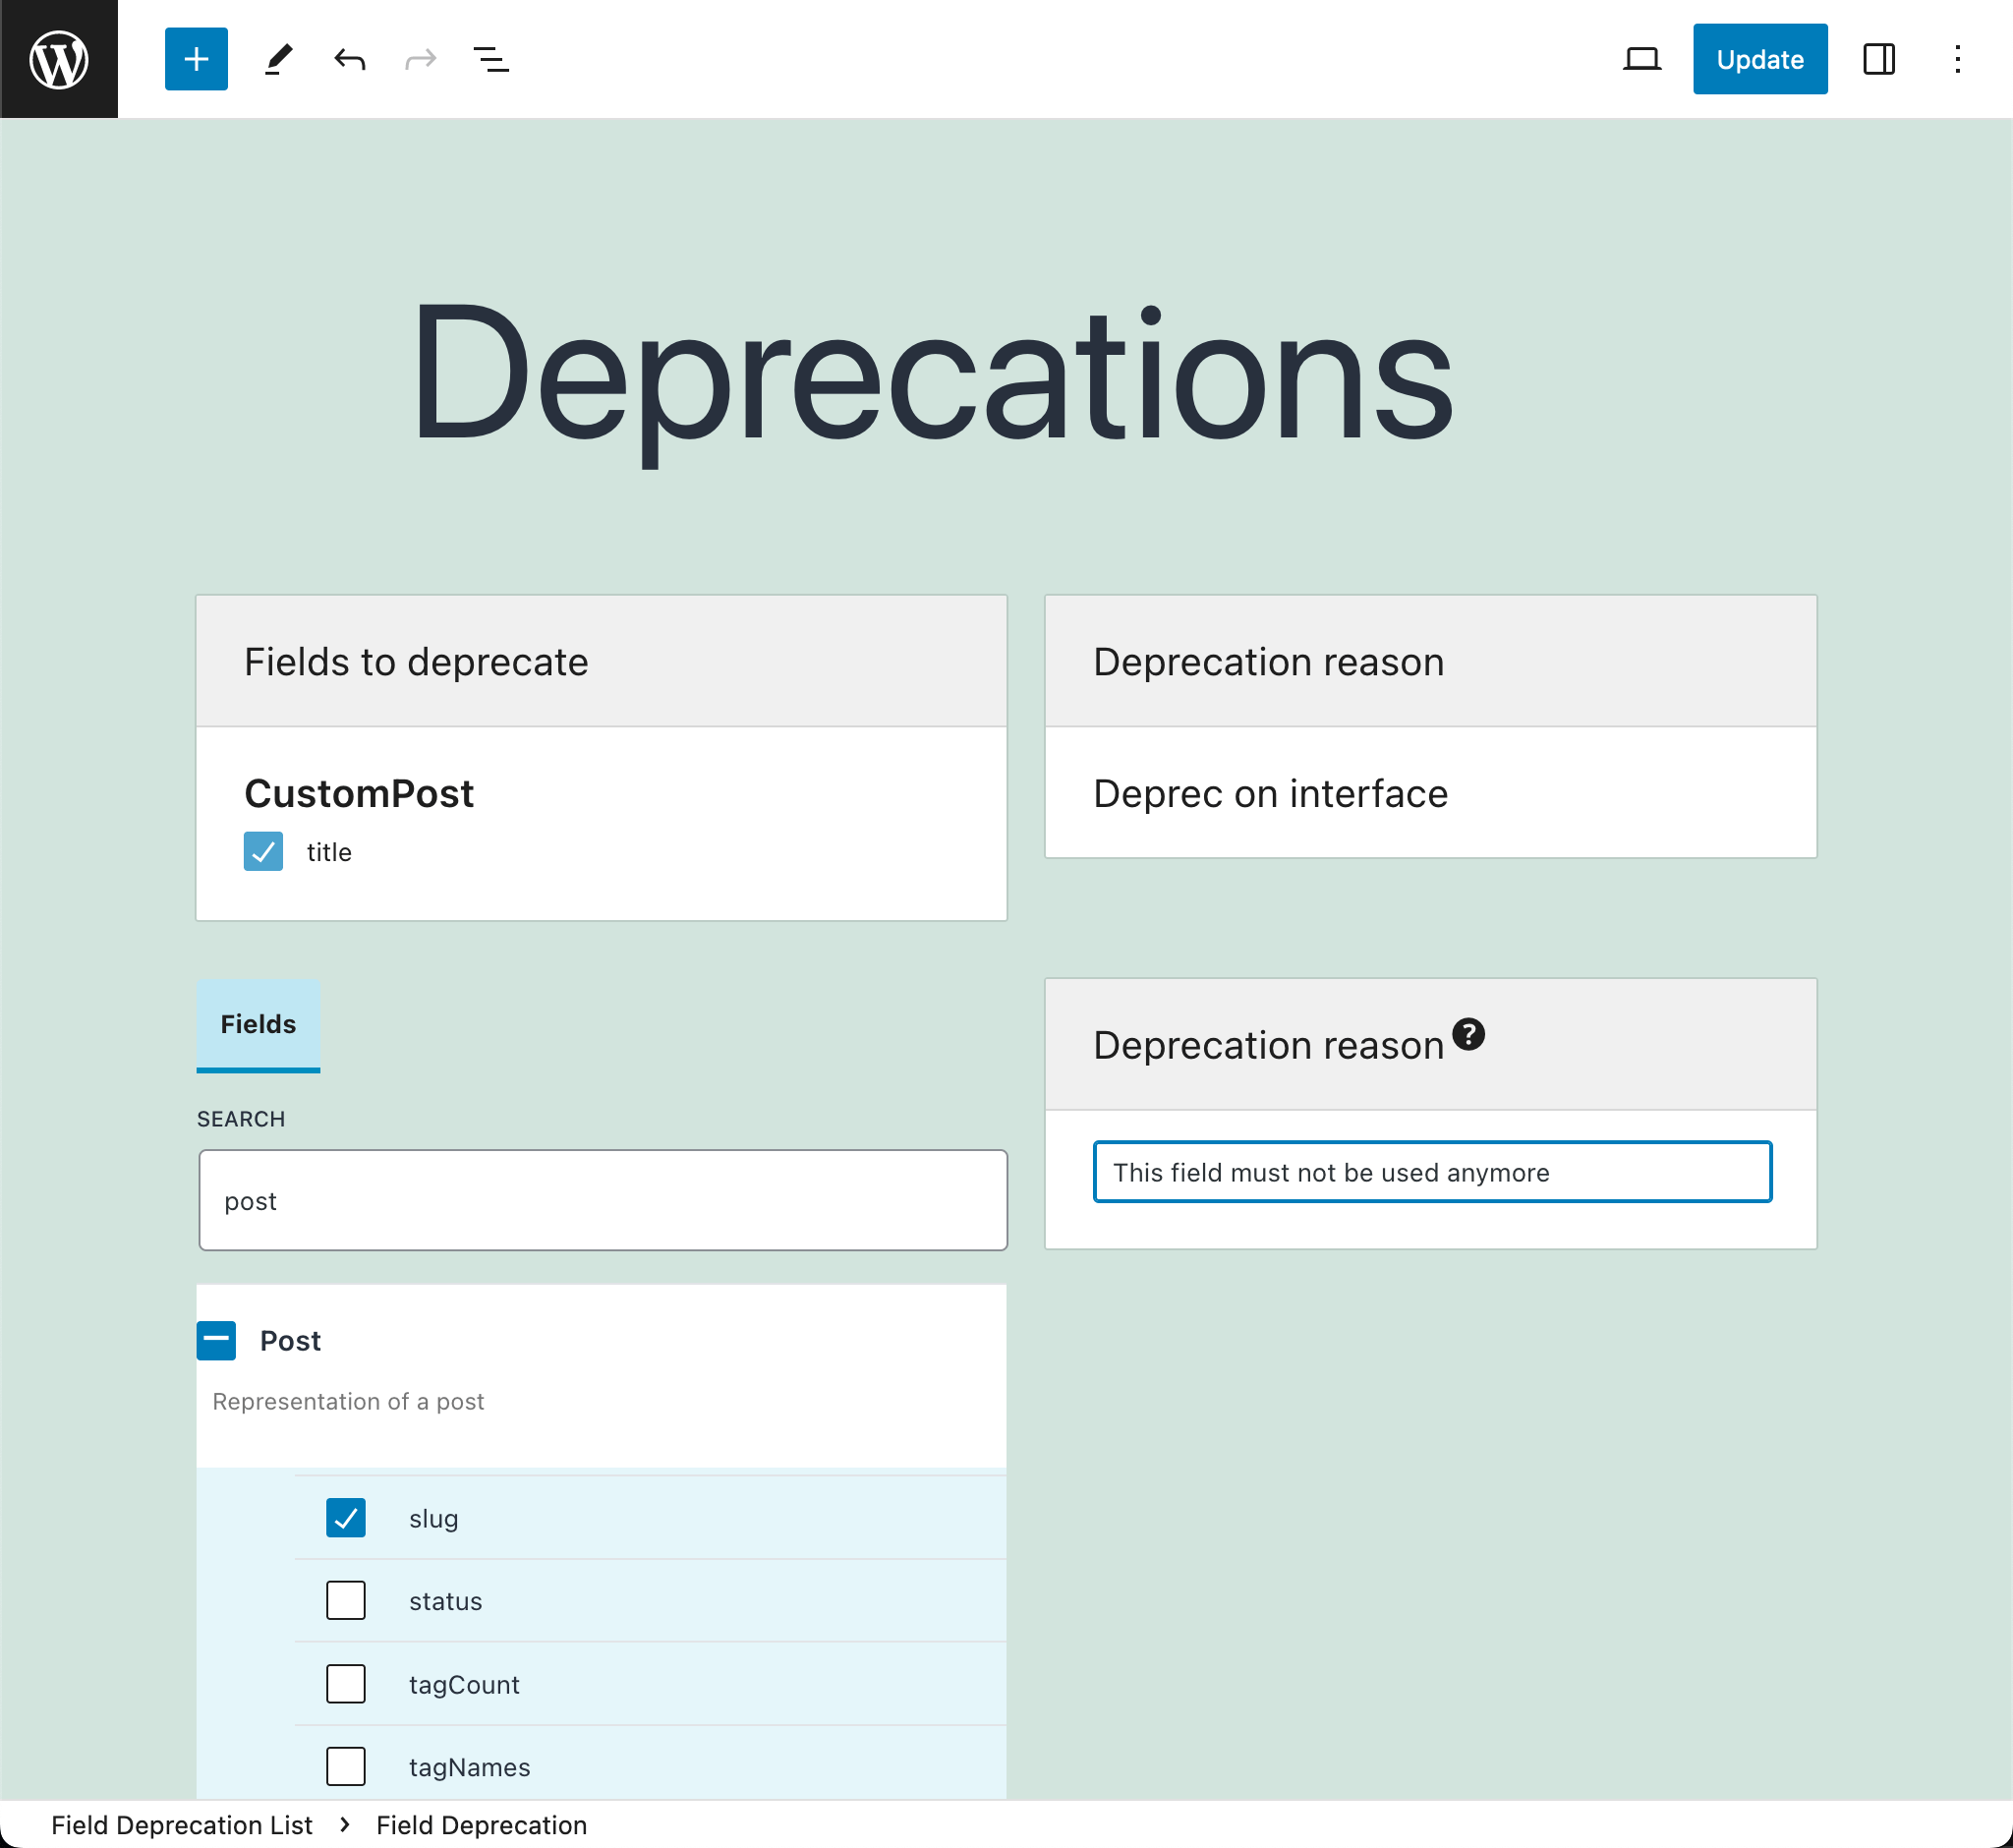 Update
Deprecations
Fields to deprecate
CustomPost
title
Deprecation reason
Deprec on interface
Fields
SEARCH
post
Post
Representation of a post
slug
status
tagCount
tagNames
Deprecation reason ?
This field must not be used anymore
Field Deprecation List › Field Deprecation